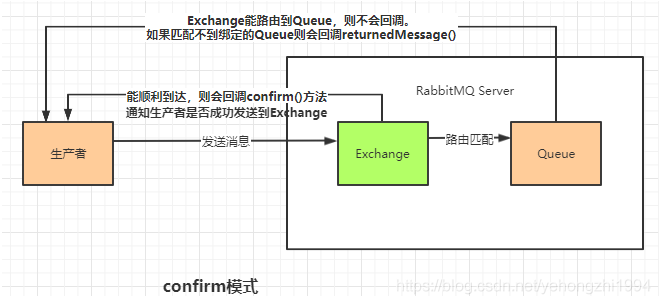 Exchange能路由到Queue，则不会回调。
如果匹配不到绑定的Queue则会回调returnedMessage()
RabbitMQ Server
能顺利到达，则会回调confirm()方法
通知生产者是否成功发送到Exchange
生产者
发送消息
Exchange
路由匹配
Queue
confirm模式
https://blog.csdn.net/yehongzhi1994